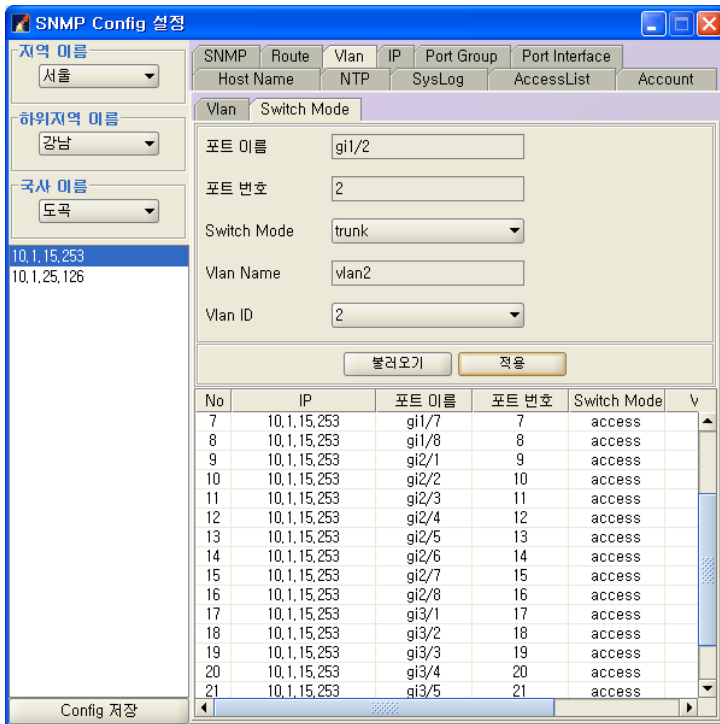 SNMP Config 설정
지역 이름
서울
하위지역 이름
강남
국사 이름
도곡
10,1,15,253
10,1,25,126
Config 저장
SNMP Route Vlan IP Port Group Port Interface
Host Name NTP SysLog AccessList Account
Vlan Switch Mode
포트 이름 gi1/2
포트 번호 2
Switch Mode trunk
Vlan Name vlan2
Vlan ID 2
불러오기 적용
No IP 포트 이름 포트 번호 Switch Mode V
7 10,1,15,253 gi1/7 7 access
8 10,1,15,253 gi1/8 8 access
9 10,1,15,253 gi2/1 9 access
10 10,1,15,253 gi2/2 10 access
11 10,1,15,253 gi2/3 11 access
12 10,1,15,253 gi2/4 12 access
13 10,1,15,253 gi2/5 13 access
14 10,1,15,253 gi2/6 14 access
15 10,1,15,253 gi2/7 15 access
16 10,1,15,253 gi2/8 16 access
17 10,1,15,253 gi3/1 17 access
18 10,1,15,253 gi3/2 18 access
19 10,1,15,253 gi3/3 19 access
20 10,1,15,253 gi3/4 20 access
21 10,1,15,253 gi3/5 21 access